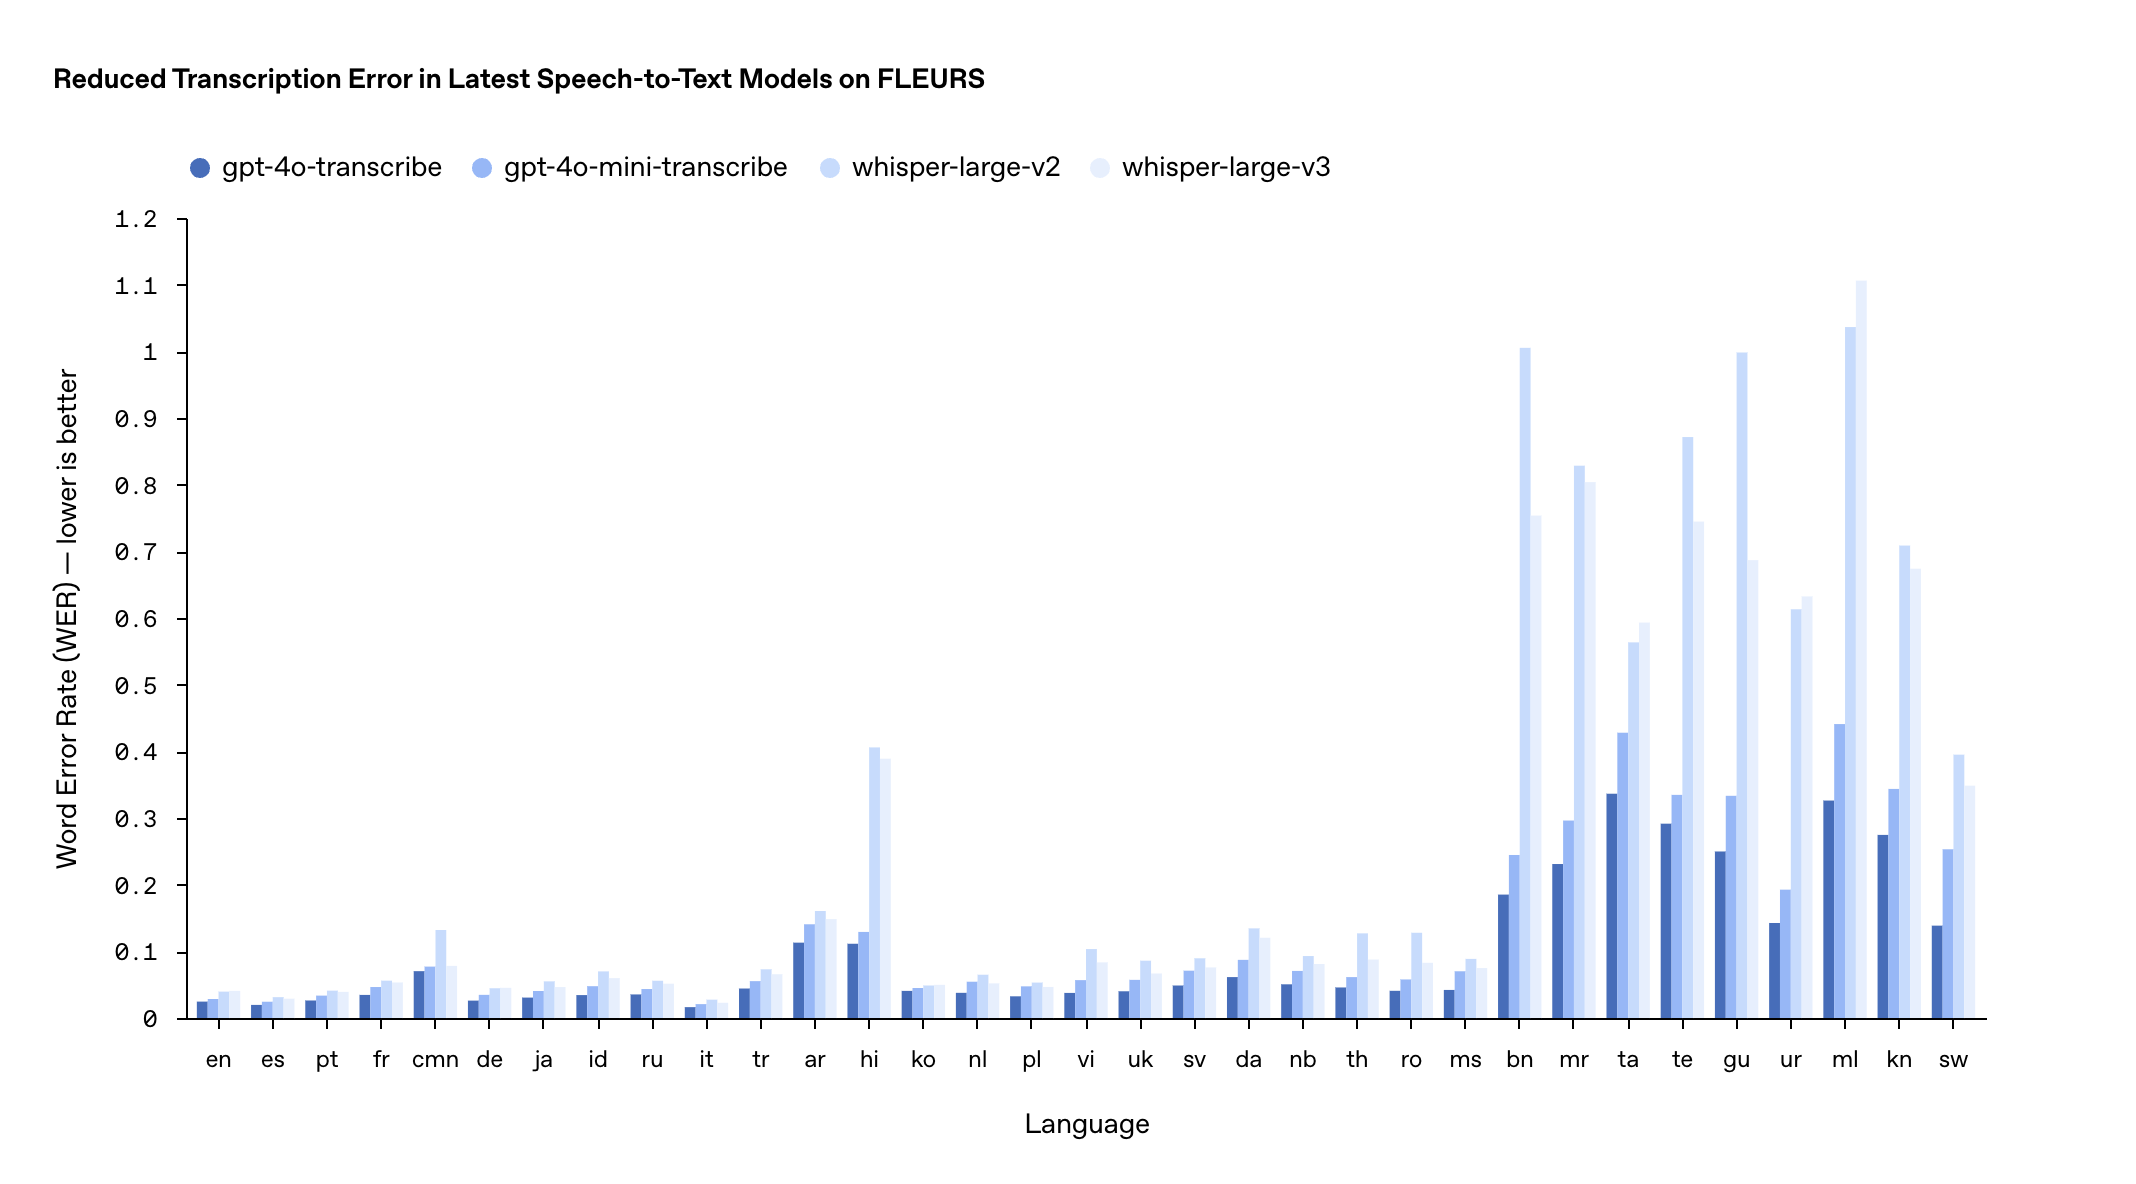 Reduced Transcription Error in Latest Speech-to-Text Models on FLEURS
gpt-4o-transcribe gpt-4o-mini-transcribe whisper-large-v2 whisper-large-v3
Word Error Rate (WER) — lower is better
1.2
1.1
1
0.9
0.8
0.7
0.6
0.5
0.4
0.3
0.2
0.1
0
en es pt fr cmn de ja id ru it tr ar hi ko nl pl vi uk sv da nb th ro ms bn mr ta te gu ur ml kn sw
Language